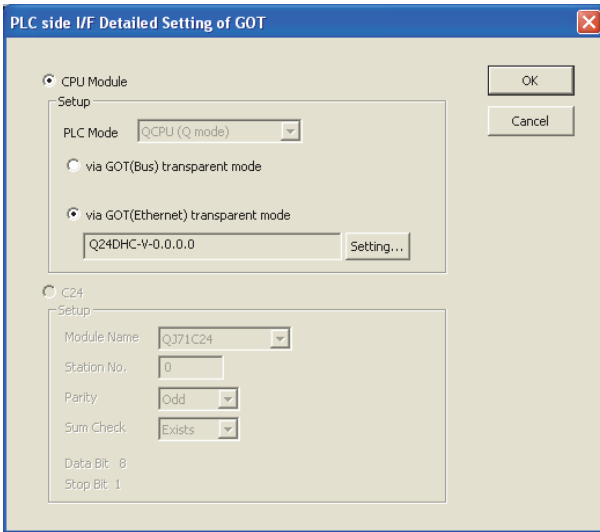 PLC side I/F Detailed Setting of GOT
CPU Module
OK
Setup
PLC Mode QCPU (Q mode)
Cancel
via GOT(Bus) transparent mode
via GOT(Ethernet) transparent mode
Q24DHC-V-0.0.0.0 Setting...
C24
Setup
Module Name QJ71C24
Station No. 0
Parity Odd
Sum Check Exists
Data Bit 8
Stop Bit 1